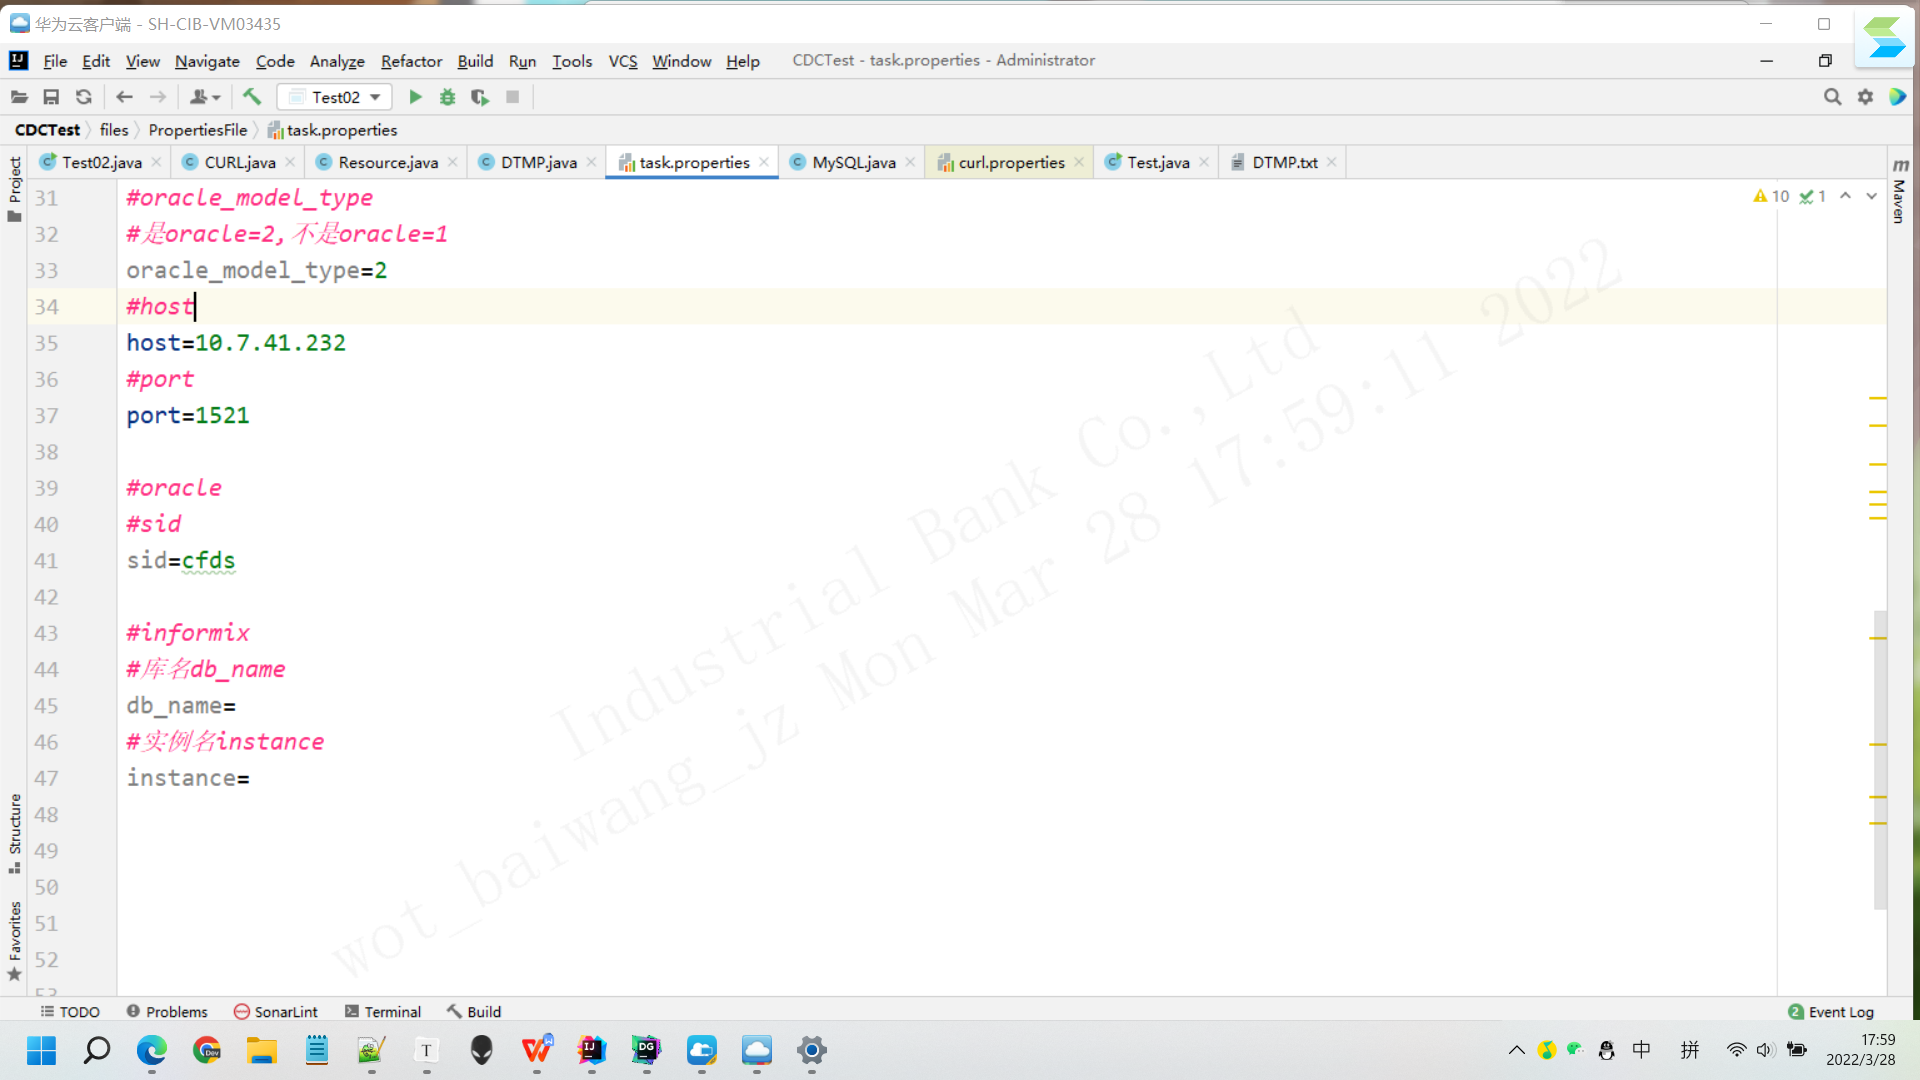 华为云客户端 - SH-CIB-VM03435
File Edit View Navigate Code Analyze Refactor Build Run Tools VCS Window Help CDCTest - task.properties - Administrator
Test02
CDCTest files PropertiesFile task.properties
Test02.java CURL.java Resource.java DTMP.java task.properties MySQL.java curl.properties Test.java DTMP.txt
Project
m Maven
10 1
31 #oracle_model_type
32 #是oracle=2,不是oracle=1
33 oracle_model_type=2
34 #host
35 host=10.7.41.232
36 #port
37 port=1521
38
39 #oracle
40 #sid
41 sid=cfds
42
43 #informix
44 #库名db_name
45 db_name=
46 #实例名instance
47 instance=
48
49
50
51
52
53
Industrial Bank Co.,Ltd
wot_baiwang_jz Mon Mar 28 17:59:11 2022
Structure
Favorites
TODO Problems SonarLint Terminal Build 2 Event Log
Dev T W IJ DG 中 拼 17:59
2022/3/28